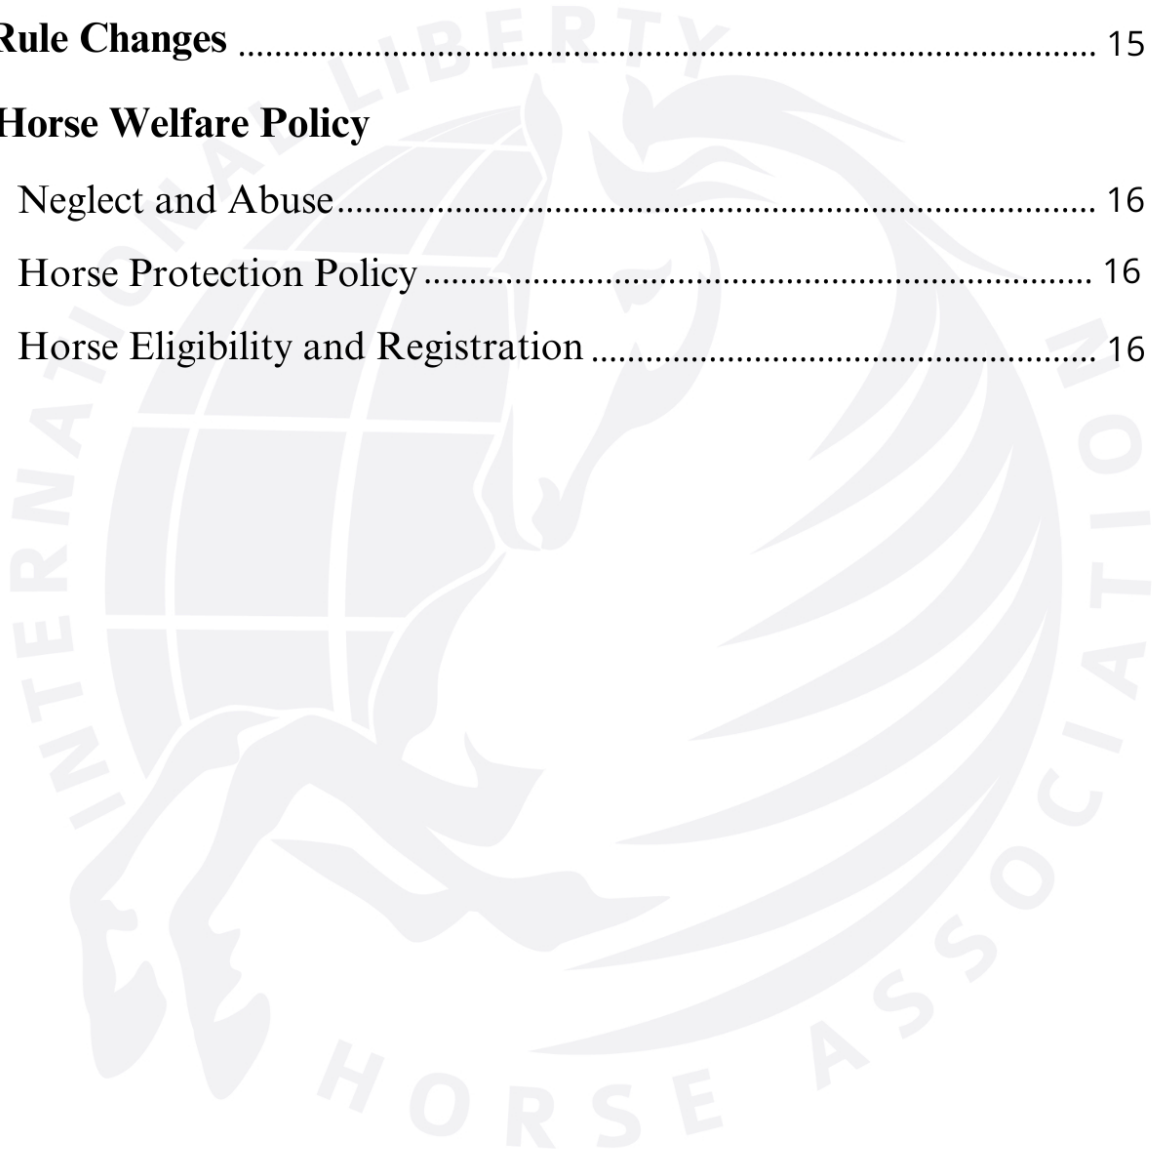 Rule Changes ........................................ 15
Horse Welfare Policy
Neglect and Abuse ........................................ 16
Horse Protection Policy ........................................ 16
Horse Eligibility and Registration ........................................ 16
INTERNATIONAL LIBERTY
HORSE ASSOCIATION